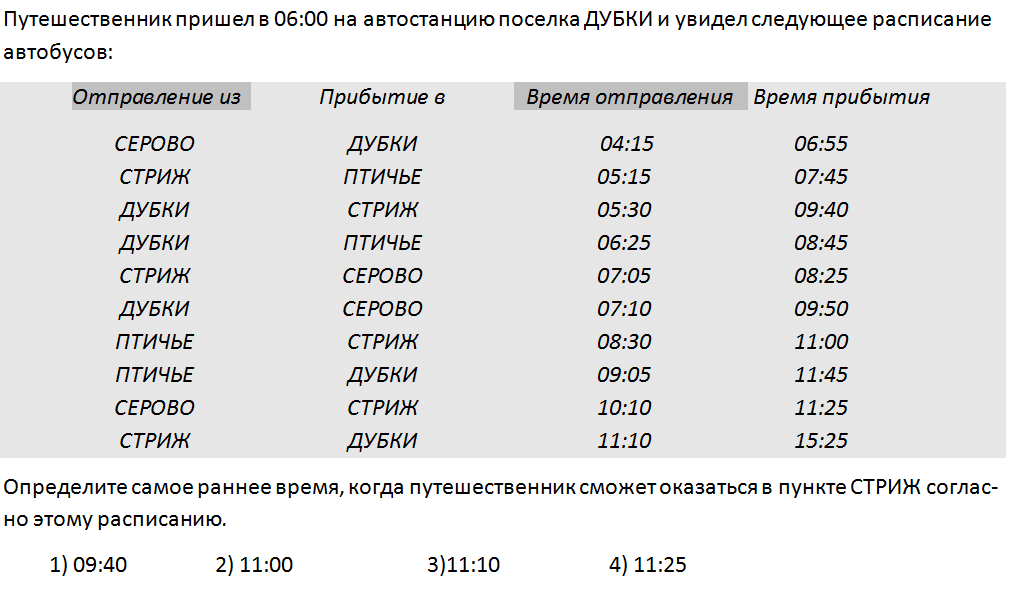 Путешественник пришел в 06:00 на автостанцию поселка ДУБКИ и увидел следующее расписание
автобусов:
Отправление из Прибытие в Время отправления Время прибытия
СЕРОВО ДУБКИ 04:15 06:55
СТРИЖ ПТИЧЬЕ 05:15 07:45
ДУБКИ СТРИЖ 05:30 09:40
ДУБКИ ПТИЧЬЕ 06:25 08:45
СТРИЖ СЕРОВО 07:05 08:25
ДУБКИ СЕРОВО 07:10 09:50
ПТИЧЬЕ СТРИЖ 08:30 11:00
ПТИЧЬЕ ДУБКИ 09:05 11:45
СЕРОВО СТРИЖ 10:10 11:25
СТРИЖ ДУБКИ 11:10 15:25
Определите самое раннее время, когда путешественник сможет оказаться в пункте СТРИЖ соглас-
но этому расписанию.
1) 09:40 2) 11:00 3)11:10 4) 11:25